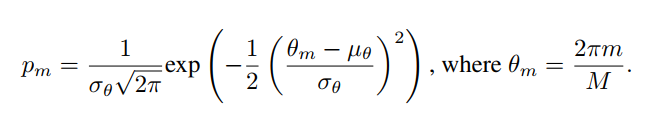 $p_m = \frac{1}{\sigma_\theta \sqrt{2\pi}} \exp\left(-\frac{1}{2}\left(\frac{\theta_m - \mu_\theta}{\sigma_\theta}\right)^2\right)$, where $\theta_m = \frac{2\pi m}{M}$.